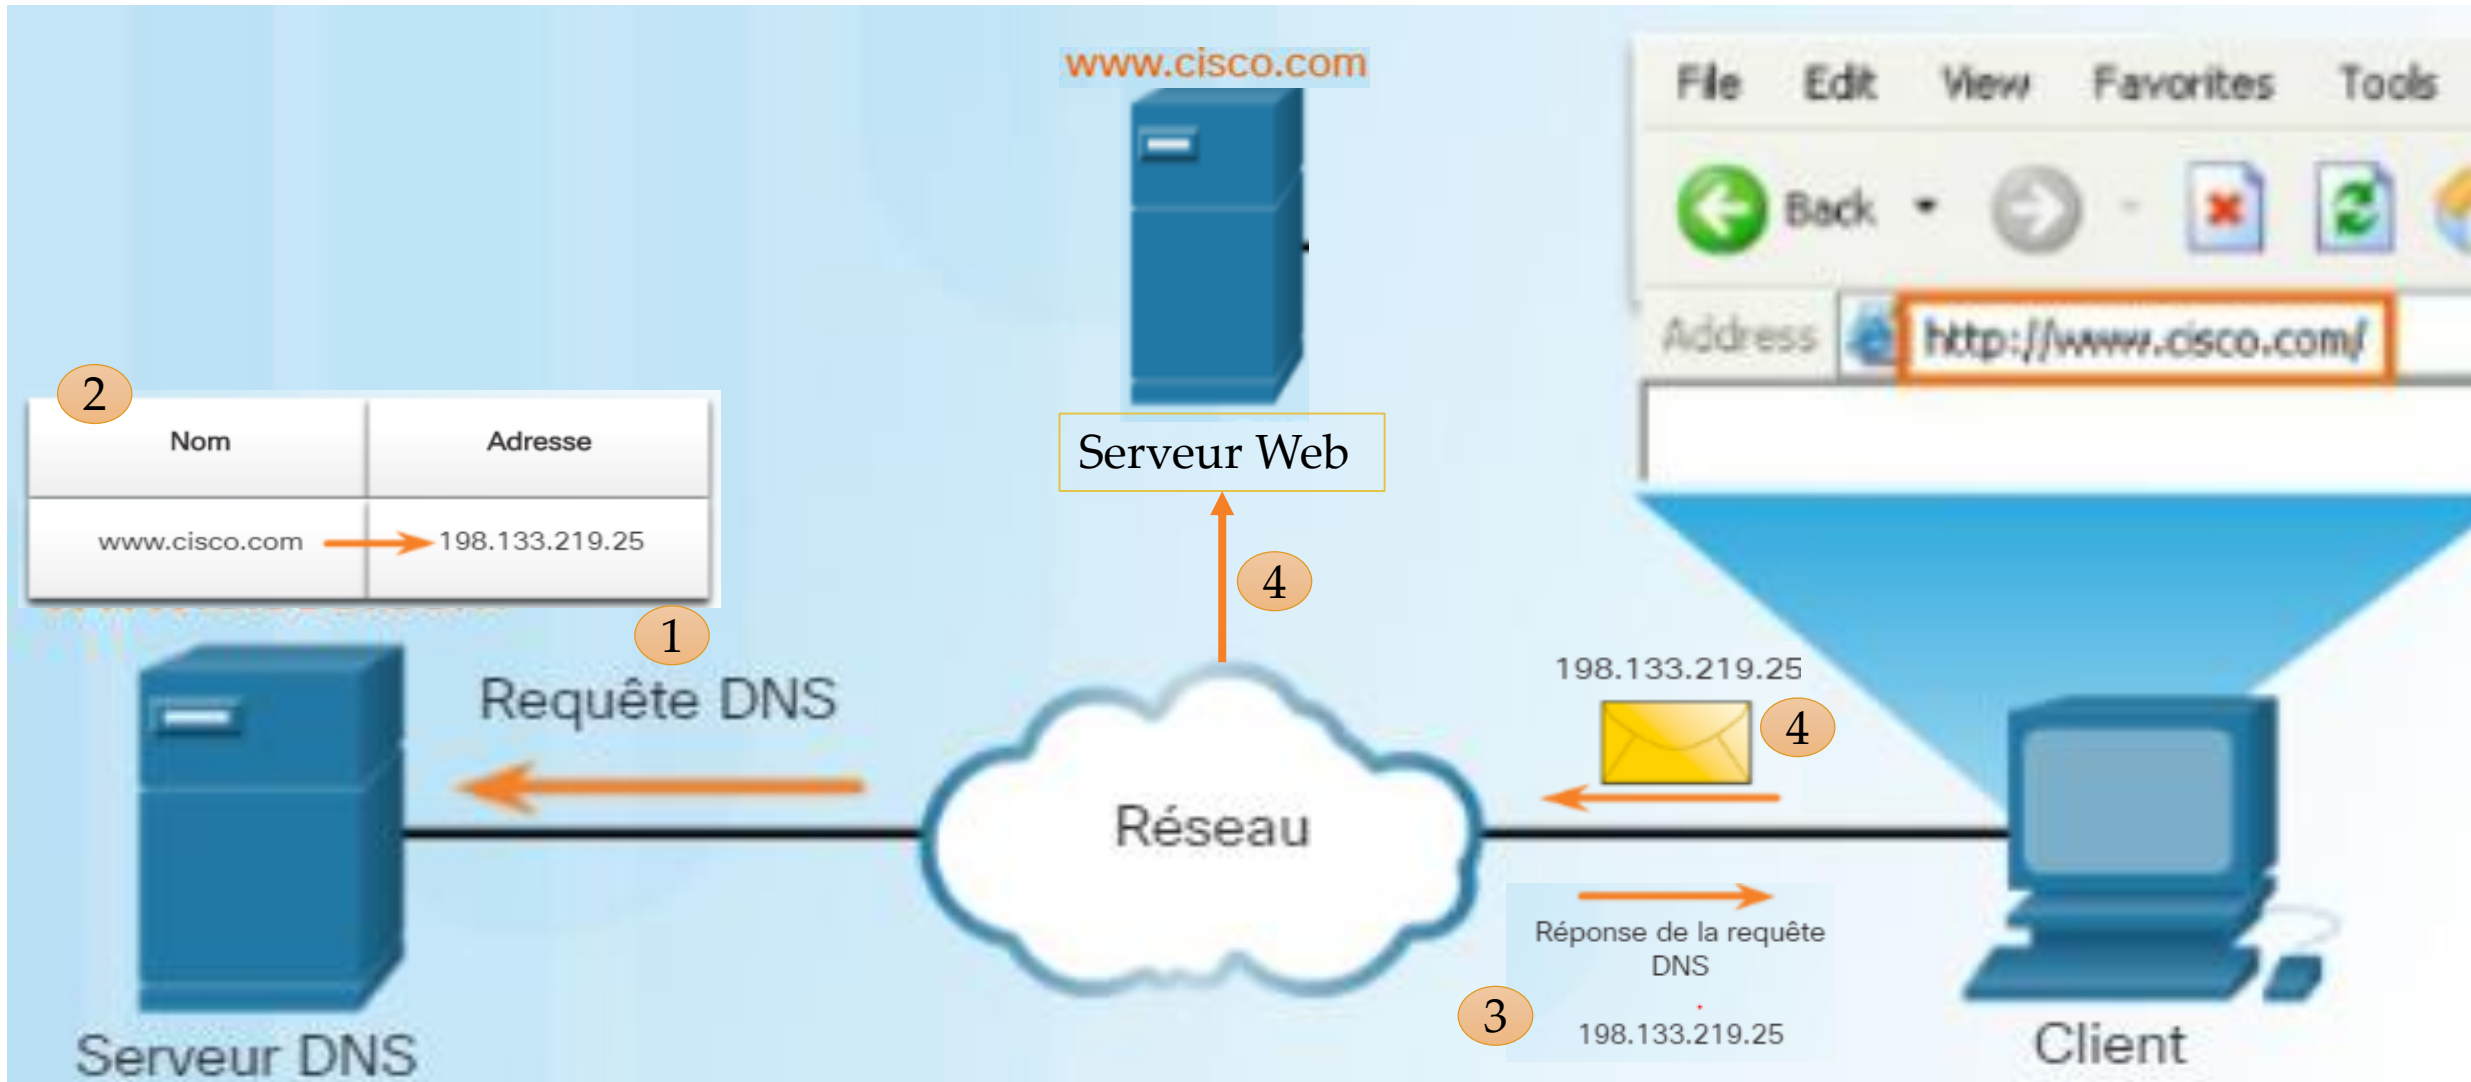 www.cisco.com
File Edit View Favorites Tools
Back
Address http://www.cisco.com/
2
Nom Adresse
www.cisco.com 198.133.219.25
Serveur Web
4
1
Requête DNS
198.133.219.25
4
Réseau
Réponse de la requête
DNS
.
198.133.219.25
3
Serveur DNS
Client